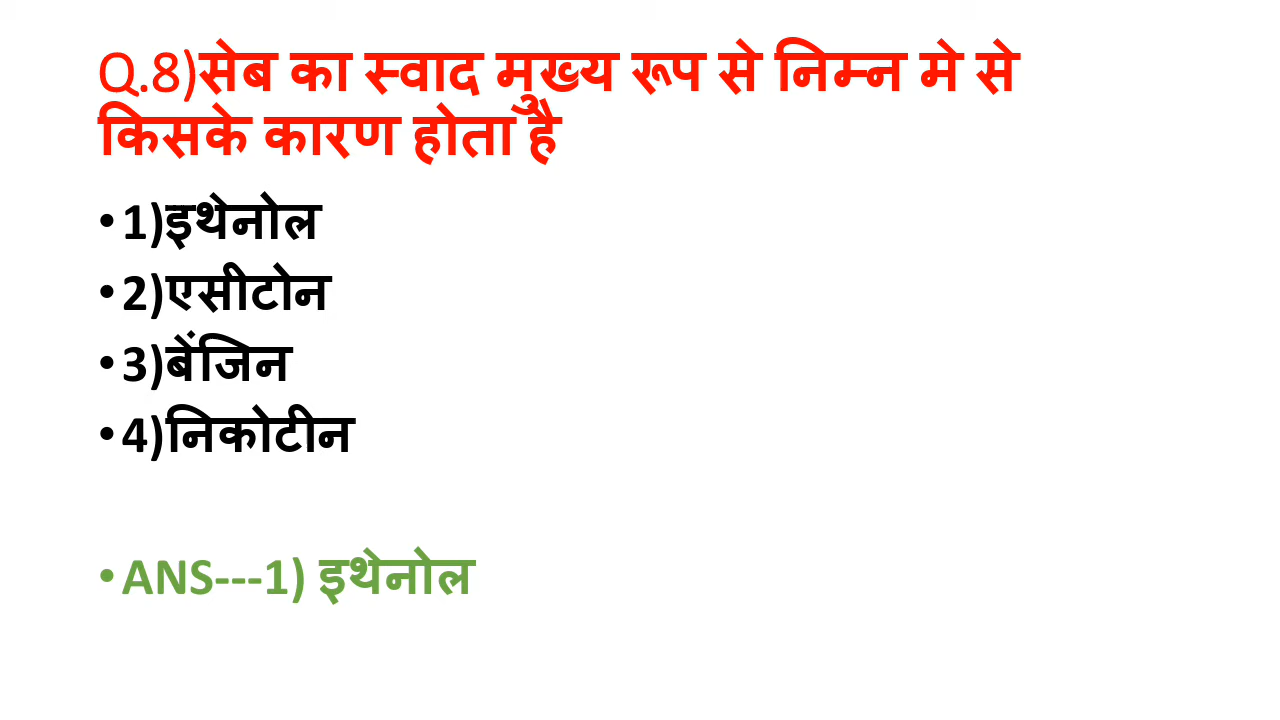 Q.8)सेब का स्वाद मुख्य रूप से निम्न मे से
किसके कारण होता है
•1)इथेनोल
•2)एसीटोन
•3)बेंजिन
•4)निकोटीन
•ANS---1) इथेनोल